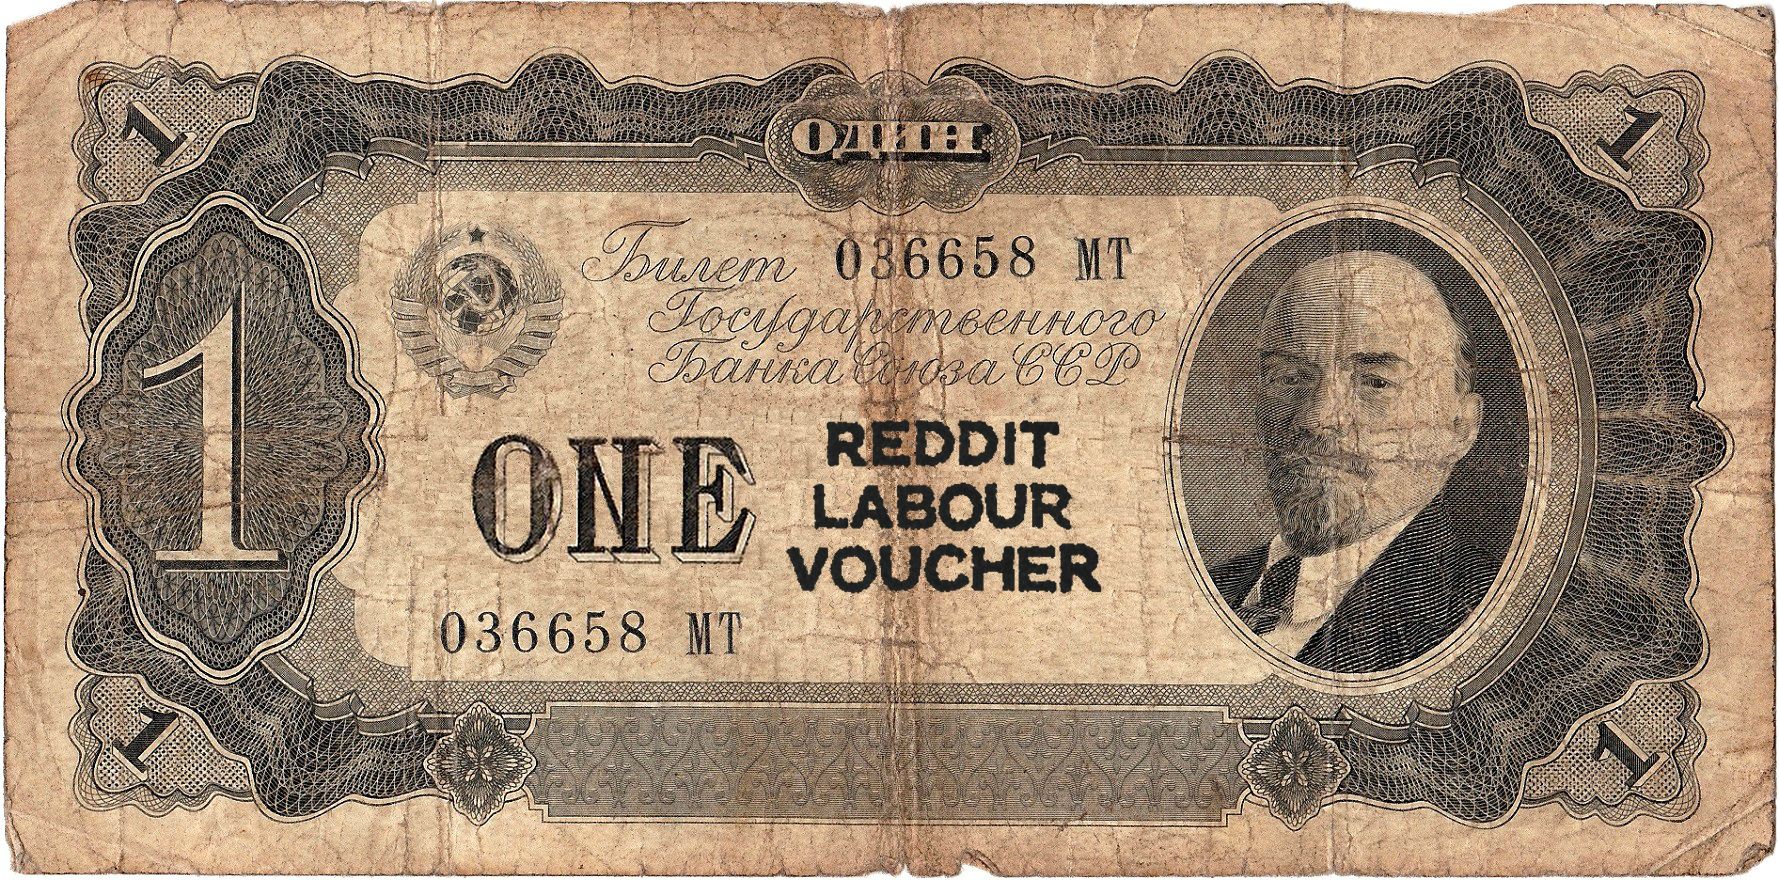 1
ОДИН
1
Билет 036658 МТ
Государственного
Банка Союза ССР
1
ONE
REDDIT
LABOUR
VOUCHER
036658 МТ
1
1